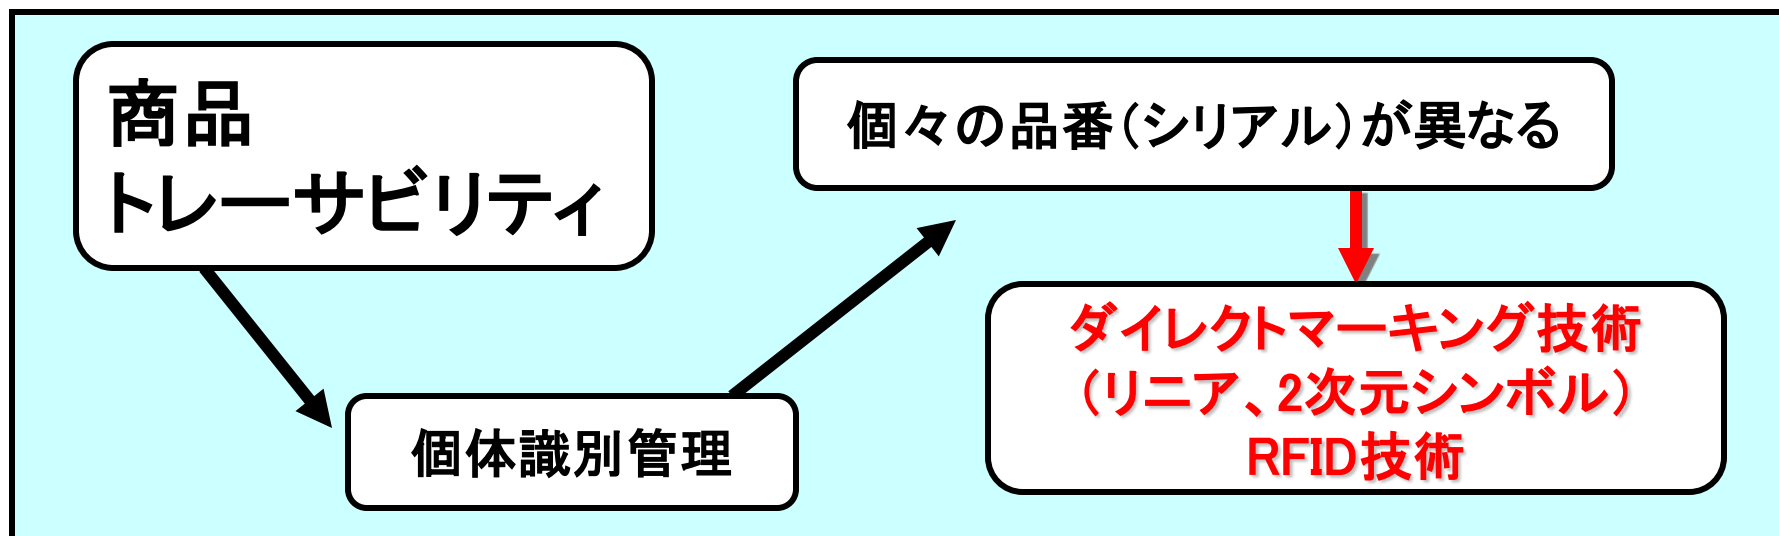 商品
トレーサビリティ
個々の品番（シリアル）が異なる
個体識別管理
ダイレクトマーキング技術
（リニア、2次元シンボル）
RFID技術